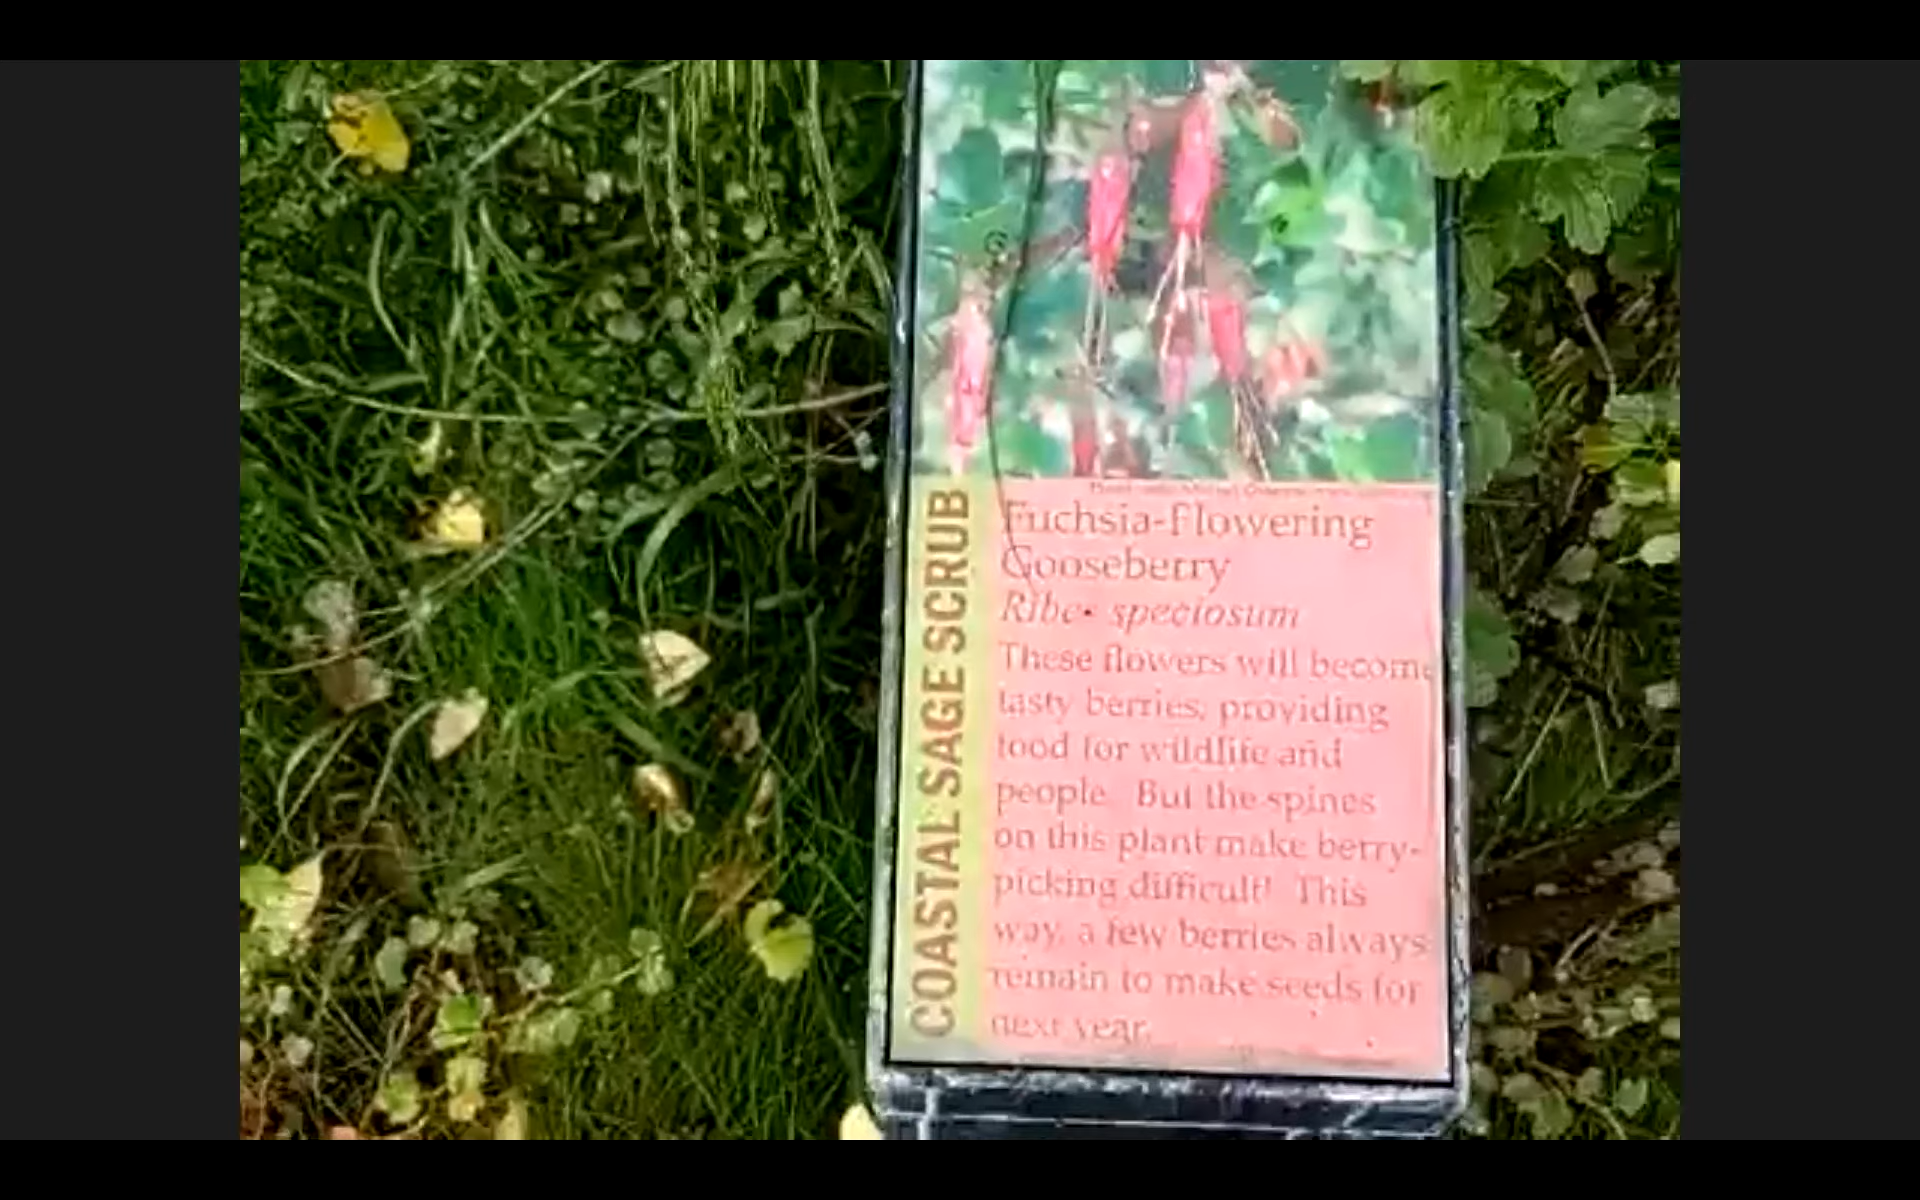 COASTAL SAGE SCRUB
Fuchsia-Flowering
Gooseberry
Ribes speciosum
These flowers will become
tasty berries, providing
food for wildlife and
people. But the spines
on this plant make berry-
picking difficult! This
way, a few berries always
remain to make seeds for
next year.